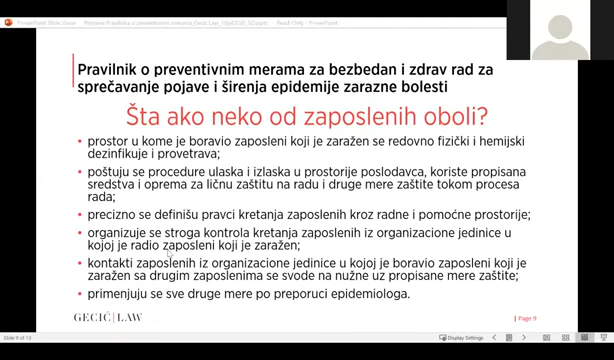 PowerPoint Slide Show
Read-Only - PowerPoint
Pravilnik o preventivnim merama za bezbedan i zdrav rad za
sprečavanje pojave i širenja epidemije zarazne bolesti
Šta ako neko od zaposlenih oboli?
• prostor u kome je boravio zaposleni koji je zaražen se redovno fizički i hemijski
dezinfikuje i provetrava;
• poštuju se procedure ulaska i izlaska u prostorije poslodavca, koriste propisana
sredstva i oprema za ličnu zaštitu na radu i druge mere zaštite tokom procesa
rada;
• precizno se definišu pravci kretanja zaposlenih kroz radne i pomoćne prostorije;
• organizuje se stroga kontrola kretanja zaposlenih iz organizacione jedinice u
kojoj je radio zaposleni koji je zaražen;
• kontakti zaposlenih iz organizacione jedinice u kojoj je boravio zaposleni koji je
zaražen sa drugim zaposlenima se svode na nužne uz propisane mere zaštite;
• primenjuju se sve druge mere po preporuci epidemiologa.
GECIĆ|LAW
Page 9
Slide 9 of 13
Display Settings